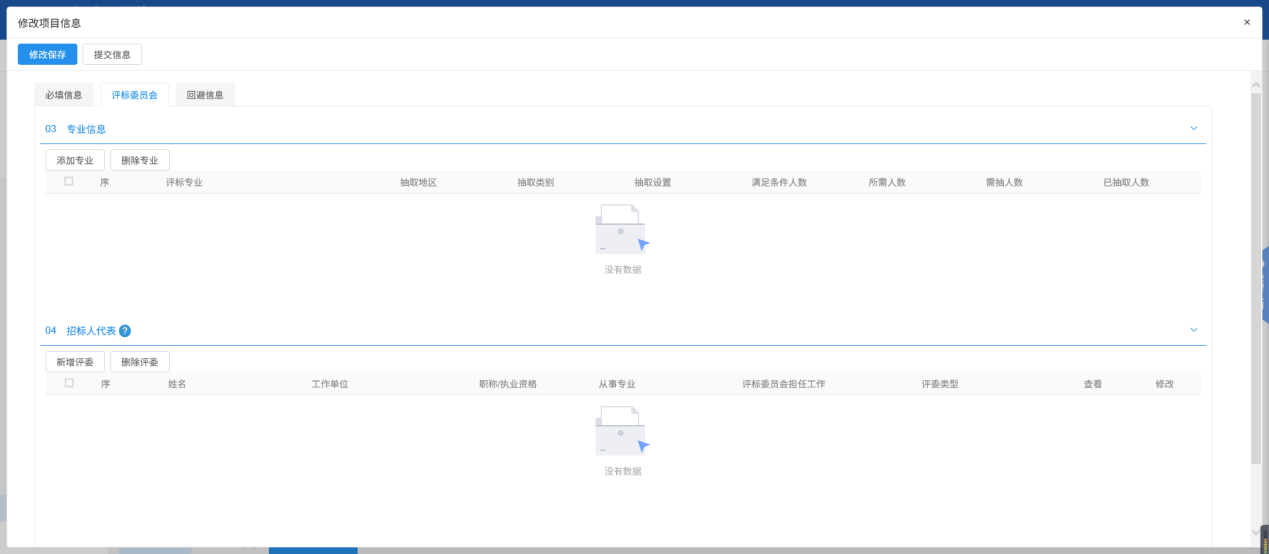 修改项目信息 ×
修改保存 提交信息
必填信息 评标委员会 回避信息
03 专业信息
添加专业 删除专业
序 评标专业 抽取地区 抽取类别 抽取设置 满足条件人数 所需人数 需抽人数 已抽取人数
没有数据
04 招标人代表 ?
新增评委 删除评委
序 姓名 工作单位 职称/执业资格 从事专业 评标委员会担任工作 评委类型 查看 修改
没有数据